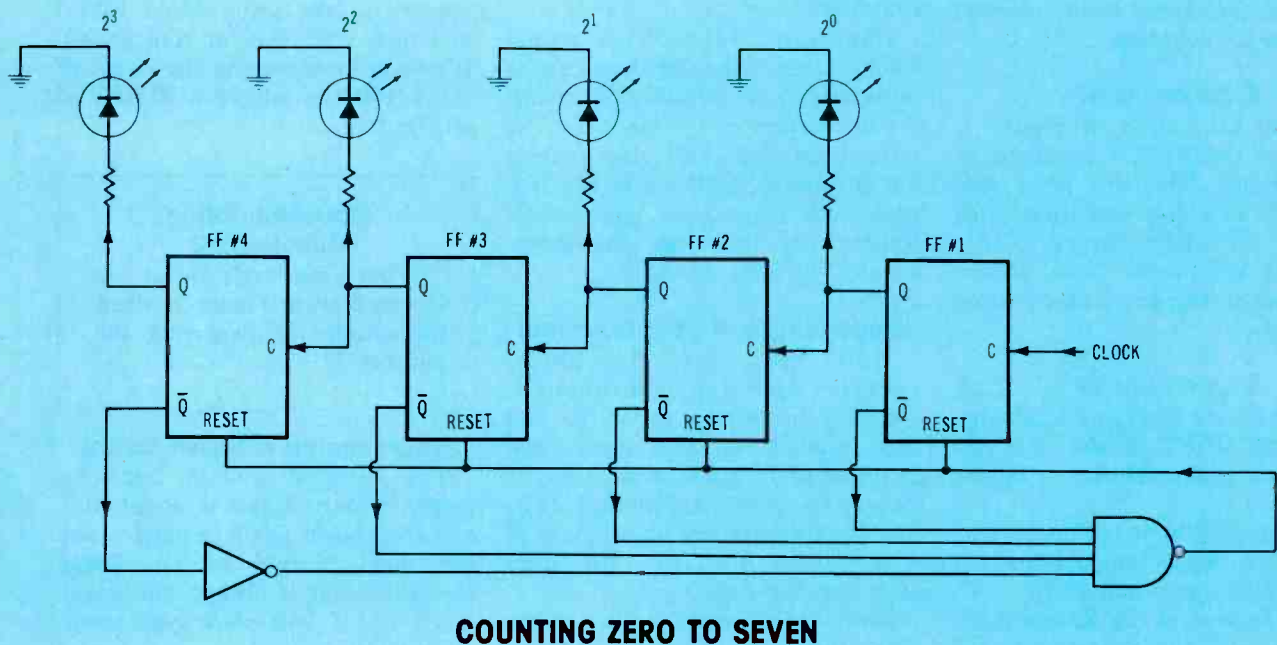 2³ 2² 2¹ 2⁰
FF #4 FF #3 FF #2 FF #1
Q Q Q Q
C C C C CLOCK
Q̅ Q̅ Q̅ Q̅
RESET RESET RESET RESET
COUNTING ZERO TO SEVEN